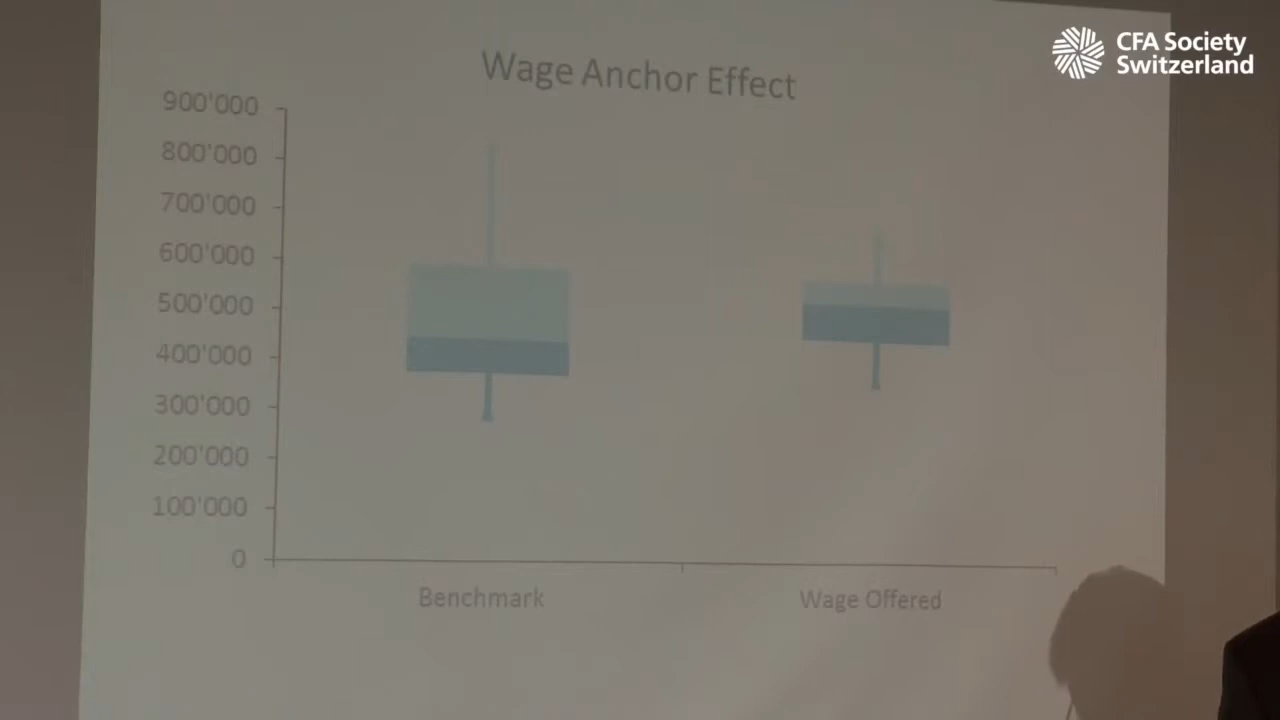 CFA Society
Switzerland
Wage Anchor Effect
900'000
800'000
700'000
600'000
500'000
400'000
300'000
200'000
100'000
0
Benchmark
Wage Offered